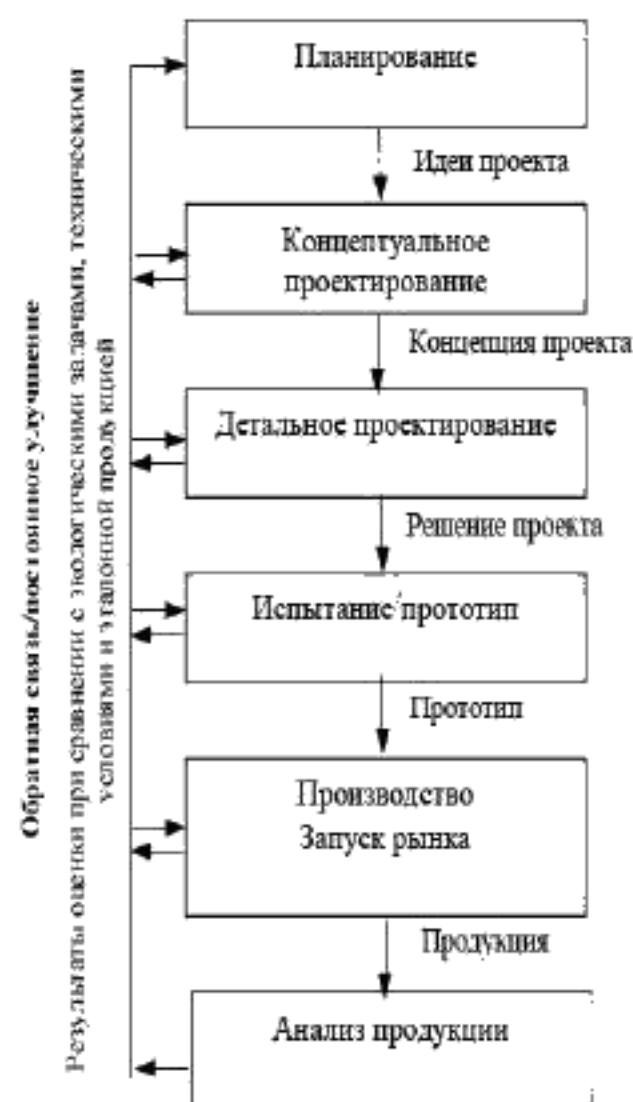 Планирование
Идеи проекта
Концептуальное
проектирование
Концепция проекта
Детальное проектирование
Решение проекта
Испытание/прототип
Прототип
Производство
Запуск рынка
Продукция
Анализ продукции
Обратная связь/постоянное улучшение
Результаты оценки при сравнении с экологическими задачами, техническими
условиями и эталонной продукцией